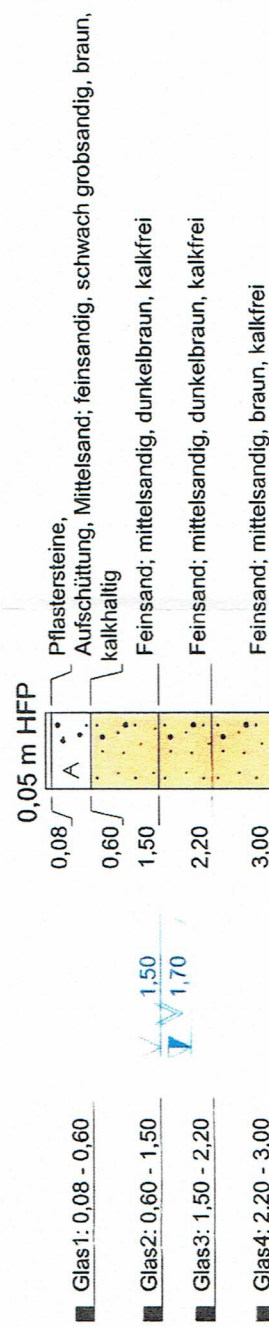 0,05 m HFP
0,08
Pflastersteine,
Aufschüttung, Mittelsand; feinsandig, schwach grobsandig, braun,
kalkhaltig
A
Glas1: 0,08 - 0,60
0,60
Glas2: 0,60 - 1,50
1,50
1,50
Feinsand; mittelsandig, dunkelbraun, kalkfrei
1,70
Glas3: 1,50 - 2,20
2,20
Feinsand; mittelsandig, dunkelbraun, kalkfrei
Glas4: 2,20 - 3,00
3,00
Feinsand; mittelsandig, braun, kalkfrei